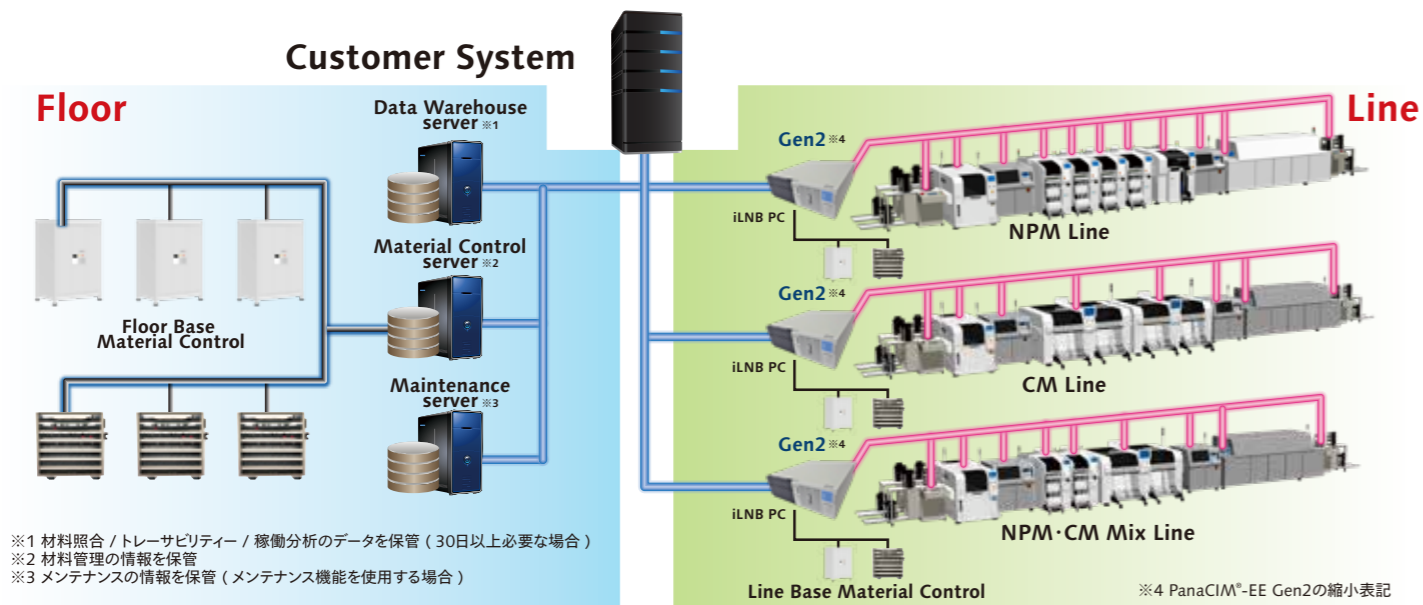 Customer System
Floor
Line
Data Warehouse
server ※1
Material Control
server ※2
Maintenance
server ※3
Floor Base
Material Control
Gen2 ※4
iLNB PC
NPM Line
Gen2 ※4
iLNB PC
CM Line
Gen2 ※4
iLNB PC
NPM･CM Mix Line
Line Base Material Control
※1 材料照合 / トレーサビリティー / 稼働分析のデータを保管 ( 30日以上必要な場合 )
※2 材料管理の情報を保管
※3 メンテナンスの情報を保管 ( メンテナンス機能を使用する場合 )
※4 PanaCIM®-EE Gen2の縮小表記